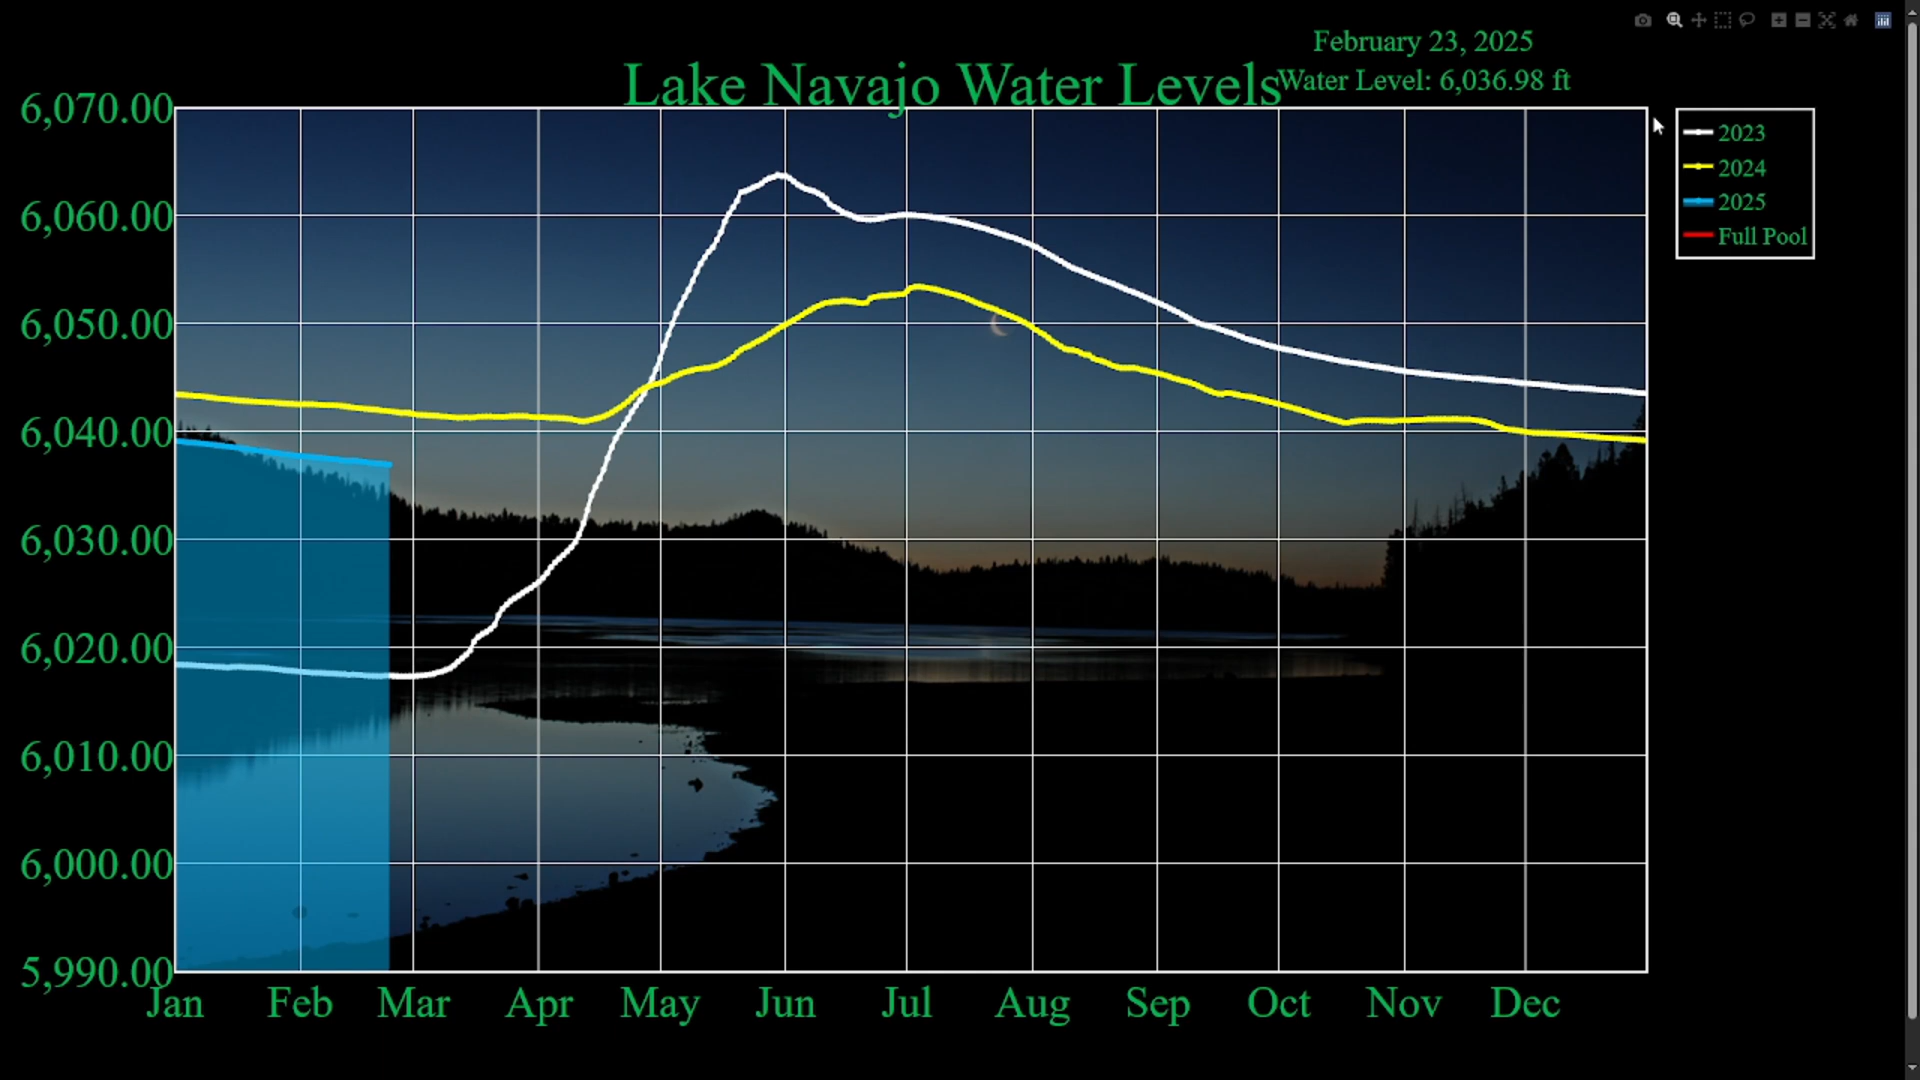 February 23, 2025
Lake Navajo Water Levels
Water Level: 6,036.98 ft
6,070.00
6,060.00
6,050.00
6,040.00
6,030.00
6,020.00
6,010.00
6,000.00
5,990.00
Jan Feb Mar Apr May Jun Jul Aug Sep Oct Nov Dec
2023
2024
2025
Full Pool